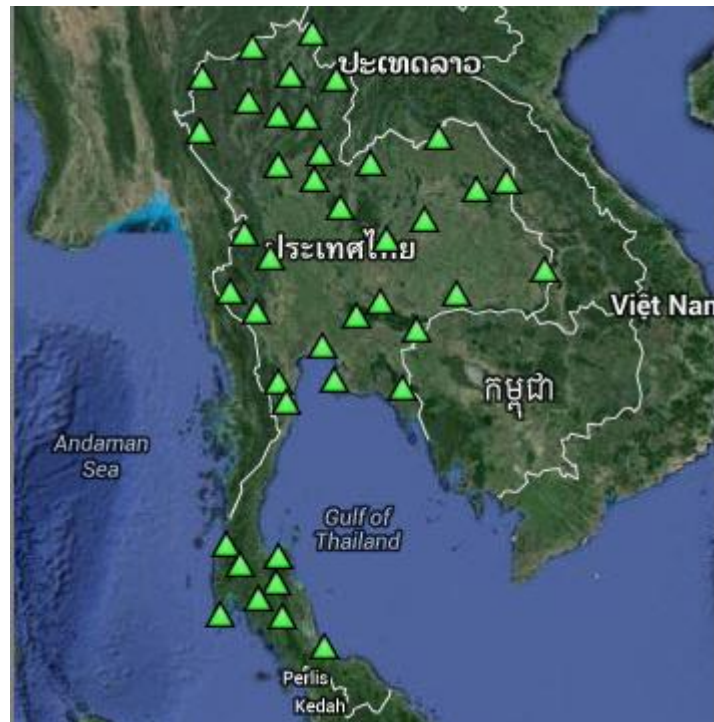 ປະເທດລາວ
ประเทศไทย
Việt Nan
កម្ពុជា
Andaman
Sea
Gulf of
Thailand
Perlis
Kedah